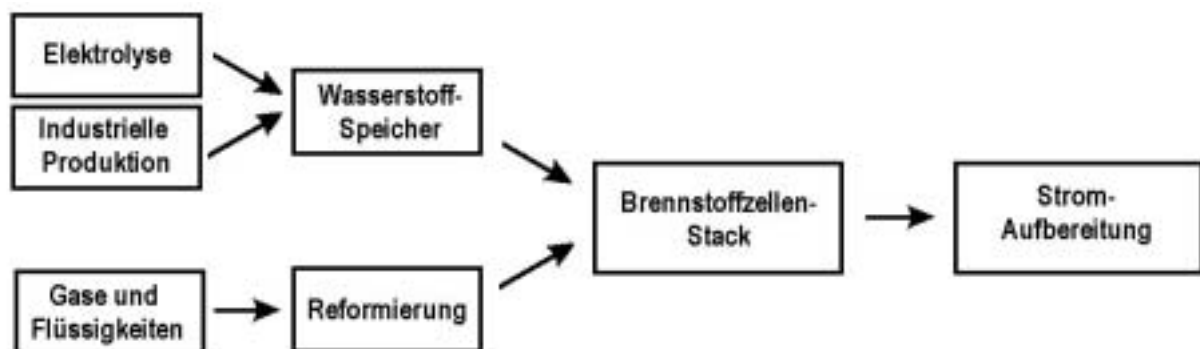 Elektrolyse
Industrielle
Produktion
Wasserstoff-
Speicher
Gase und
Flüssigkeiten
Reformierung
Brennstoffzellen-
Stack
Strom-
Aufbereitung